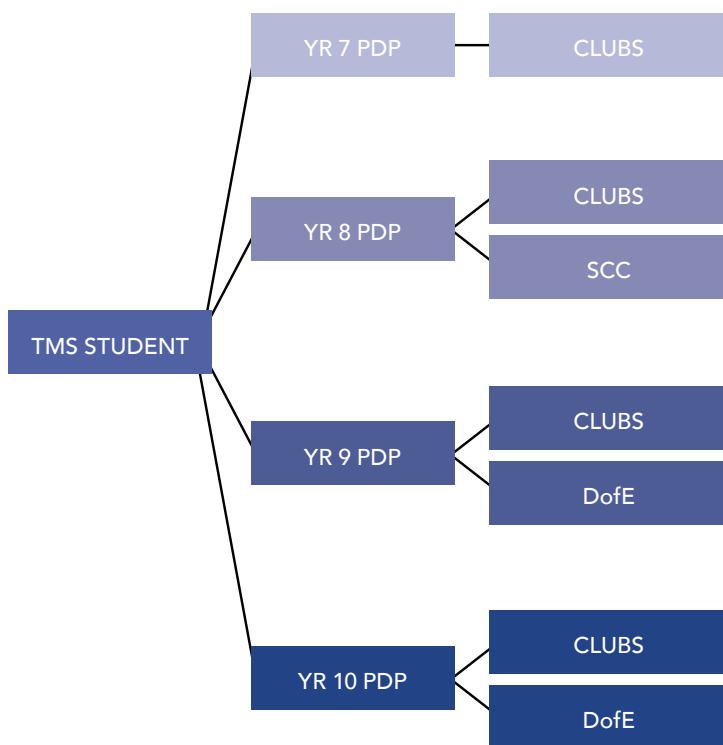 YR 7 PDP
CLUBS
YR 8 PDP
CLUBS
SCC
TMS STUDENT
YR 9 PDP
CLUBS
DofE
YR 10 PDP
CLUBS
DofE